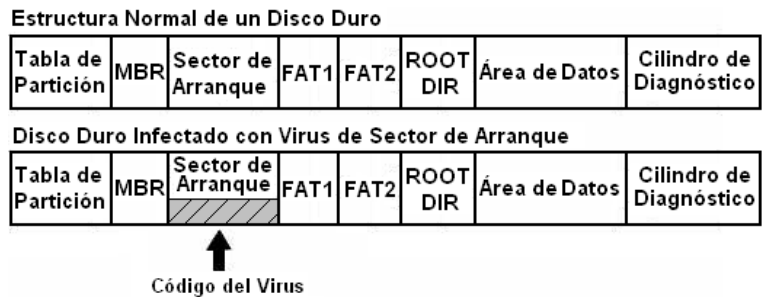 Estructura Normal de un Disco Duro
Tabla de Partición MBR Sector de Arranque FAT1 FAT2 ROOT DIR Área de Datos Cilindro de Diagnóstico
Disco Duro Infectado con Virus de Sector de Arranque
Tabla de Partición MBR Sector de Arranque FAT1 FAT2 ROOT DIR Área de Datos Cilindro de Diagnóstico
Código del Virus